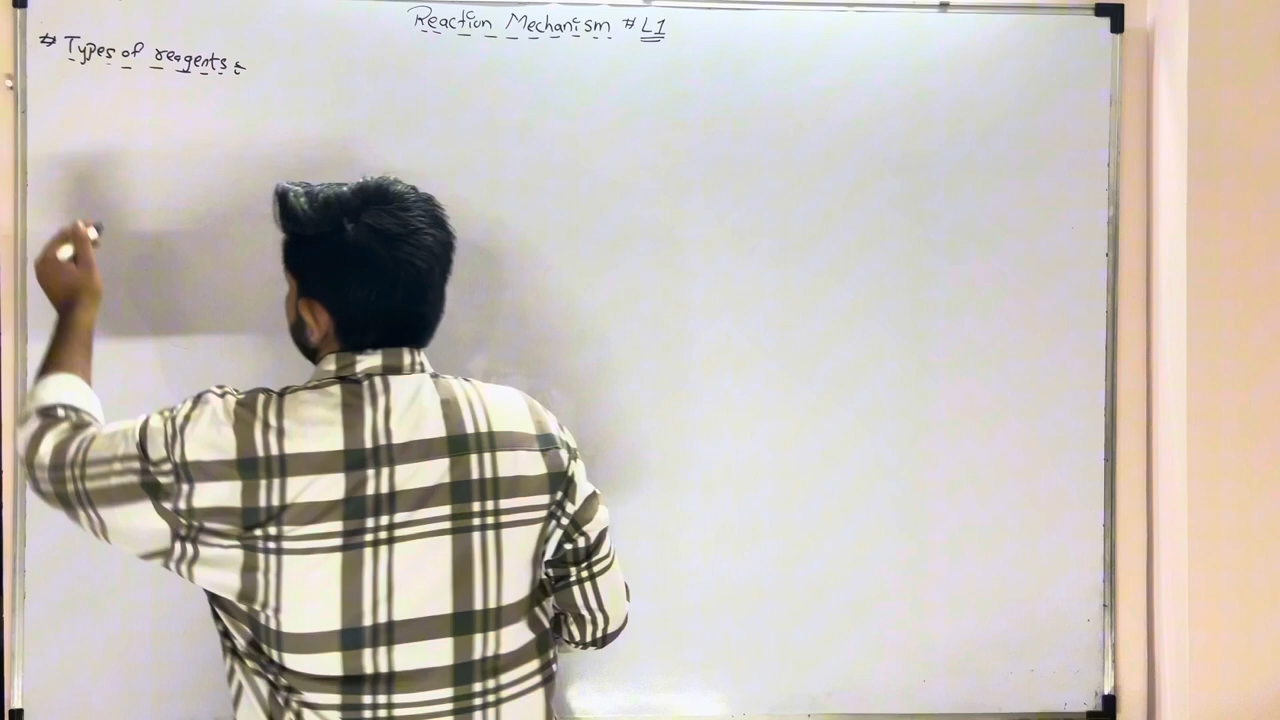 Reaction Mechanism # L1
# Types of reagents :